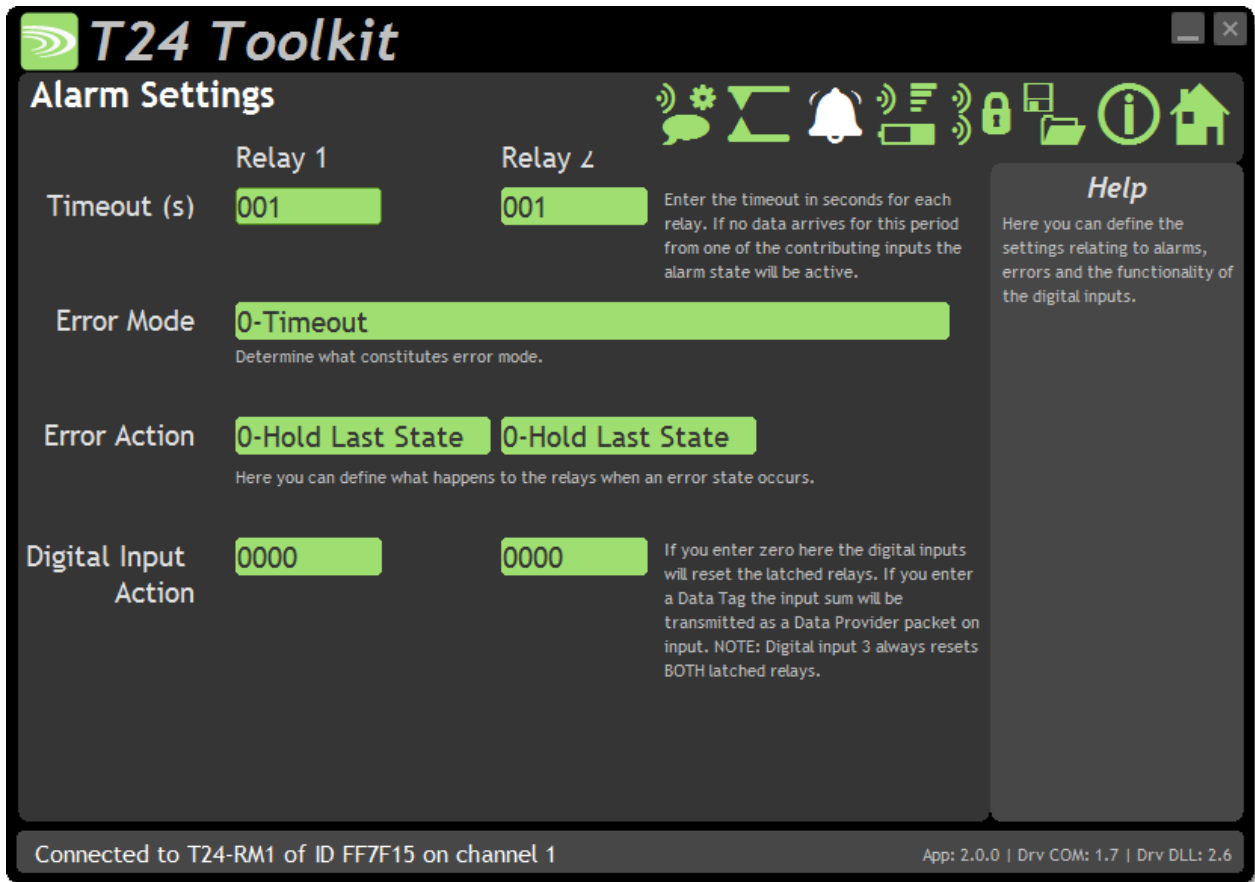 T24 Toolkit
Alarm Settings
Relay 1
Relay 2
Timeout (s)
001
001
Enter the timeout in seconds for each
relay. If no data arrives for this period
from one of the contributing inputs the
alarm state will be active.
Error Mode
0-Timeout
Determine what constitutes error mode.
Error Action
0-Hold Last State
0-Hold Last State
Here you can define what happens to the relays when an error state occurs.
Digital Input
Action
0000
0000
If you enter zero here the digital inputs
will reset the latched relays. If you enter
a Data Tag the input sum will be
transmitted as a Data Provider packet on
input. NOTE: Digital input 3 always resets
BOTH latched relays.
Help
Here you can define the
settings relating to alarms,
errors and the functionality of
the digital inputs.
Connected to T24-RM1 of ID FF7F15 on channel 1
App: 2.0.0 | Drv COM: 1.7 | Drv DLL: 2.6